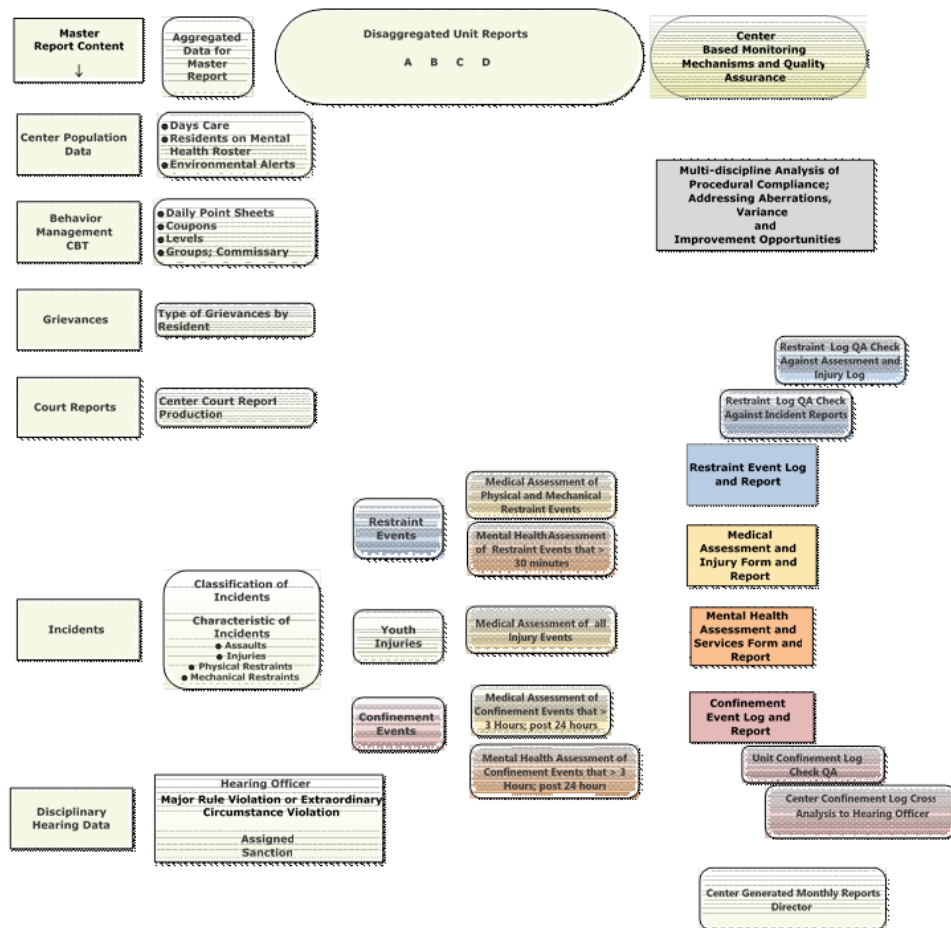 Master
Report Content
↓
Aggregated
Data for
Master
Report
Disaggregated Unit Reports
A B C D
Center
Based Monitoring
Mechanisms and Quality
Assurance
Center Population
Data
● Days Care
● Residents on Mental
Health Roster
● Environmental Alerts
Multi-discipline Analysis of
Procedural Compliance;
Addressing Aberrations,
Variance
and
Improvement Opportunities
Behavior
Management
CBT
● Daily Point Sheets
● Coupons
● Levels
● Groups; Commissary
Grievances
Type of Grievances by
Resident
Restraint Log QA Check
Against Assessment and
Injury Log
Restraint Log QA Check
Against Incident Reports
Court Reports
Center Court Report
Production
Restraint Event Log
and Report
Restraint
Events
Medical Assessment of
Physical and Mechanical
Restraint Events
Mental Health Assessment
of Restraint Events that >
30 minutes
Medical
Assessment and
Injury Form and
Report
Incidents
Classification of
Incidents
Characteristic of
Incidents
● Assaults
● Injuries
● Physical Restraints
● Mechanical Restraints
Youth
Injuries
Medical Assessment of all
Injury Events
Mental Health
Assessment and
Services Form and
Report
Confinement
Events
Medical Assessment of
Confinement Events that >
3 Hours; post 24 hours
Mental Health Assessment of
Confinement Events that > 3
Hours; post 24 hours
Confinement
Event Log and
Report
Unit Confinement Log
Check QA
Center Confinement Log Cross
Analysis to Hearing Officer
Disciplinary
Hearing Data
Hearing Officer
Major Rule Violation or Extraordinary
Circumstance Violation
Assigned
Sanction
Center Generated Monthly Reports
Director